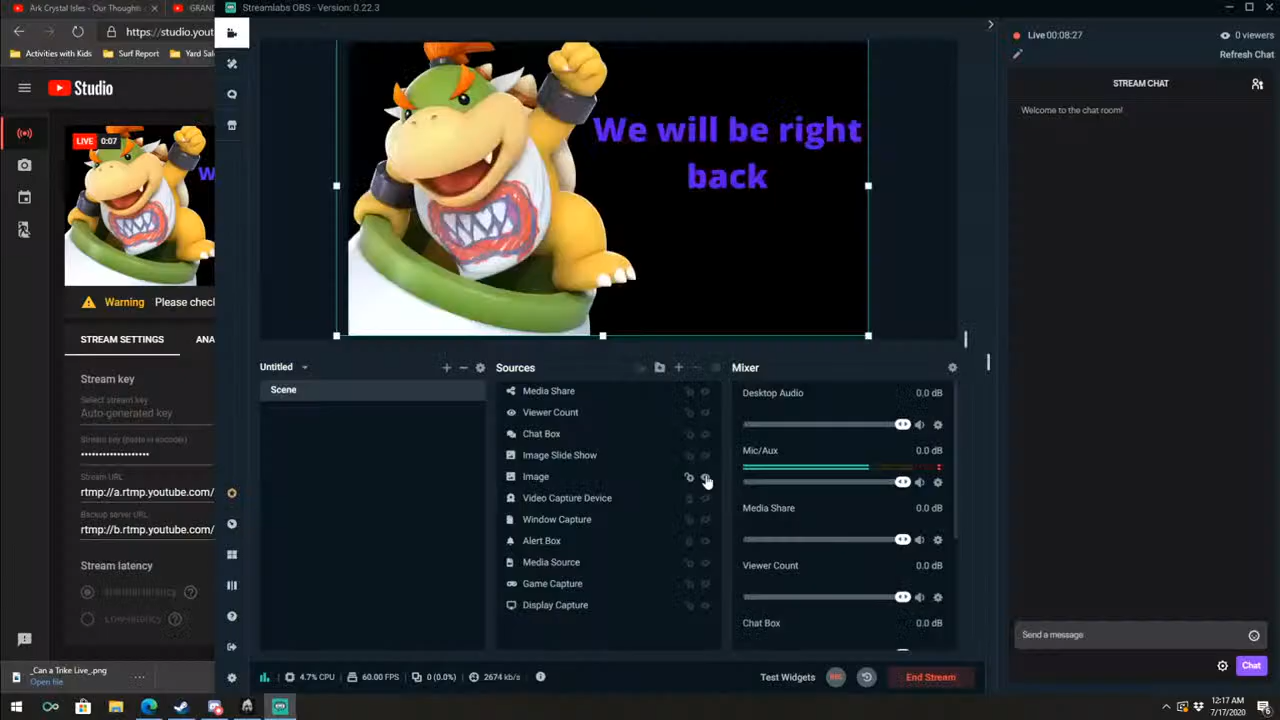 Ark Crystal Isles - Our Thought
GRAN
Streamlabs OBS - Version: 0.22.3
https://studio.yout
Activities with Kids
Surf Report
Yard Sal
Studio
LIVE
0:07
Warning Please chec
STREAM SETTINGS
ANA
Stream key
Select stream key
Auto-generated key
Stream key (paste in encoder)
Stream URL
rtmp://a.rtmp.youtube.com/
Backup server URL
rtmp://b.rtmp.youtube.com/
Stream latency
Low-latency
_Can a Trike Live_.png
Open file
We will be right
back
Untitled
Scene
Sources
Media Share
Viewer Count
Chat Box
Image Slide Show
Image
Video Capture Device
Window Capture
Alert Box
Media Source
Game Capture
Display Capture
Mixer
Desktop Audio 0.0 dB
Mic/Aux 0.0 dB
Media Share 0.0 dB
Viewer Count 0.0 dB
Chat Box 0.0 dB
4.7% CPU
60.00 FPS
0 (0.0%)
2674 kb/s
Test Widgets
REC
End Stream
Live 00:08:27
0 viewers
Refresh Chat
STREAM CHAT
Welcome to the chat room!
Send a message
Chat
12:17 AM
7/17/2020